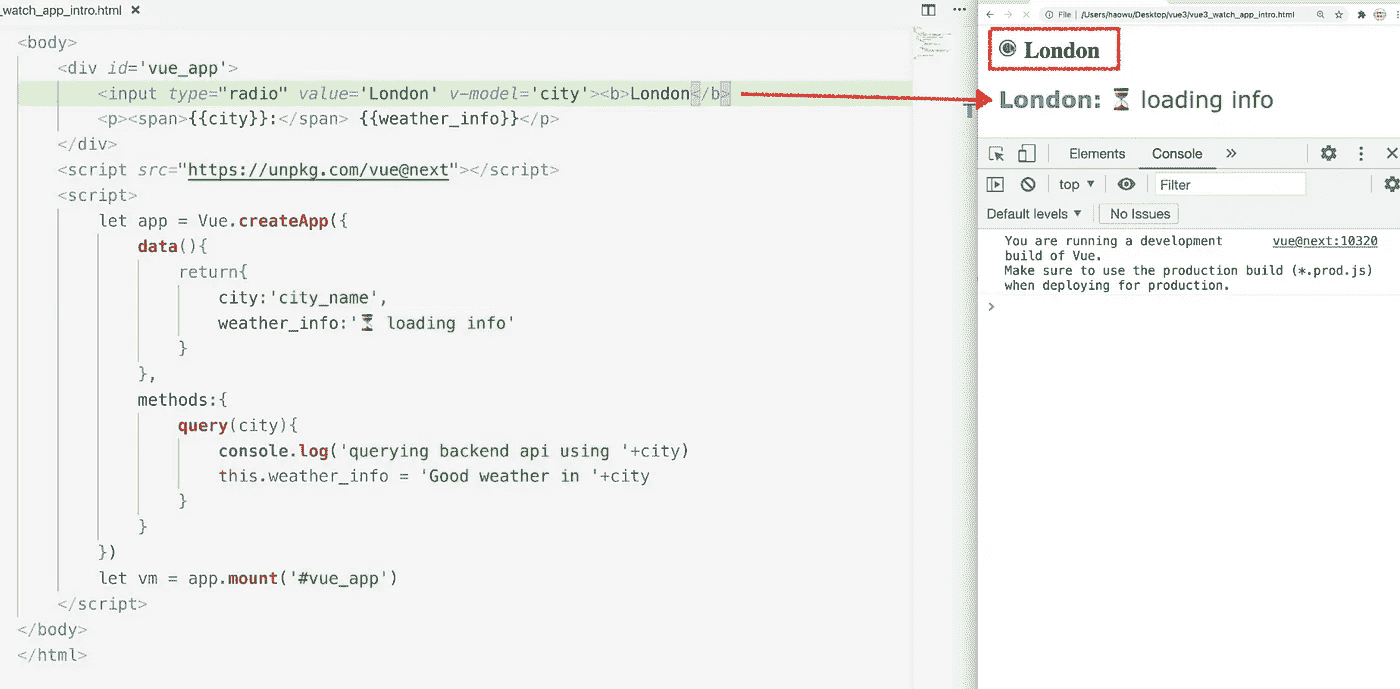 _watch_app_intro.html ×
<body>
<div id='vue_app'>
<input type="radio" value='London' v-model='city'><b>London</b>
<p><span>{{city}}:</span> {{weather_info}}</p>
</div>
<script src="https://unpkg.com/vue@next"></script>
<script>
let app = Vue.createApp({
data(){
return{
city:'city_name',
weather_info:'⏳ loading info'
}
},
methods:{
query(city){
console.log('querying backend api using '+city)
this.weather_info = 'Good weather in '+city
}
}
})
let vm = app.mount('#vue_app')
</script>
</body>
</html>
File | /Users/haowu/Desktop/vue3/vue3_watch_app_intro.html
London
London: ⏳ loading info
Elements Console »
top ▼ Filter
Default levels ▼ No Issues
You are running a development vue@next:10320
build of Vue.
Make sure to use the production build (*.prod.js)
when deploying for production.
>